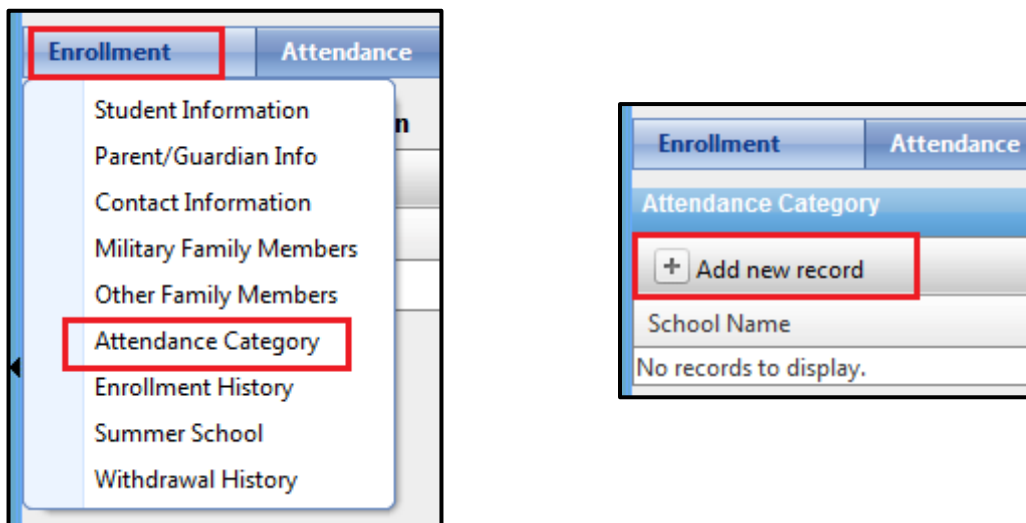 Enrollment Attendance
Student Information
n
Parent/Guardian Info
Contact Information
Military Family Members
Other Family Members
Attendance Category
Enrollment History
Summer School
Withdrawal History
Enrollment Attendance
Attendance Category
+ Add new record
School Name
No records to display.